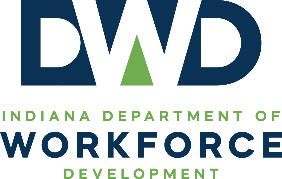 DWD
INDIANA DEPARTMENT OF
WORKFORCE
DEVELOPMENT